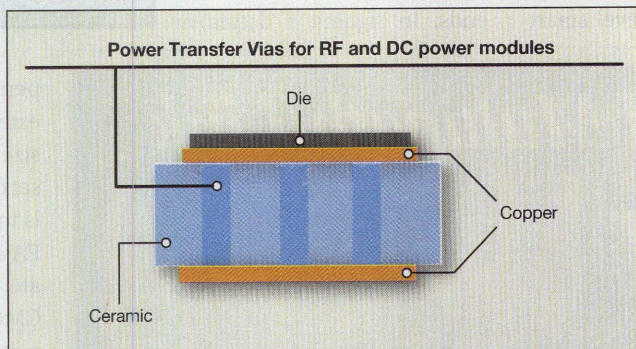 Power Transfer Vias for RF and DC power modules
Die
Copper
Ceramic